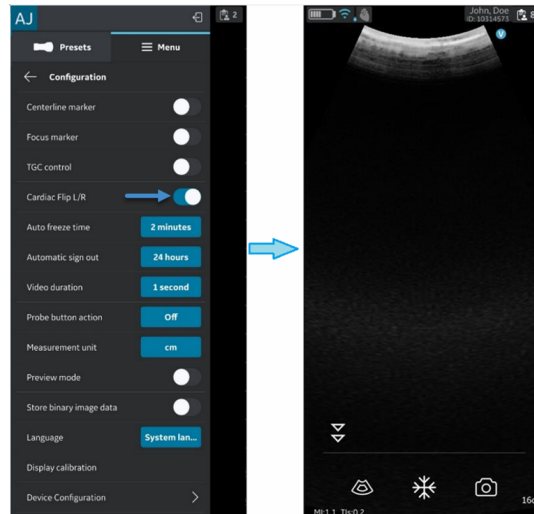 AJ
2
Presets
Menu
Configuration
Centerline marker
Focus marker
TGC control
Cardiac Flip L/R
Auto freeze time
2 minutes
Automatic sign out
24 hours
Video duration
1 second
Probe button action
Off
Measurement unit
cm
Preview mode
Store binary image data
Language
System lan...
Display calibration
Device Configuration
John, Doe
ID: 10314573
8
V
16c
MI:1.1 TIs:0.2